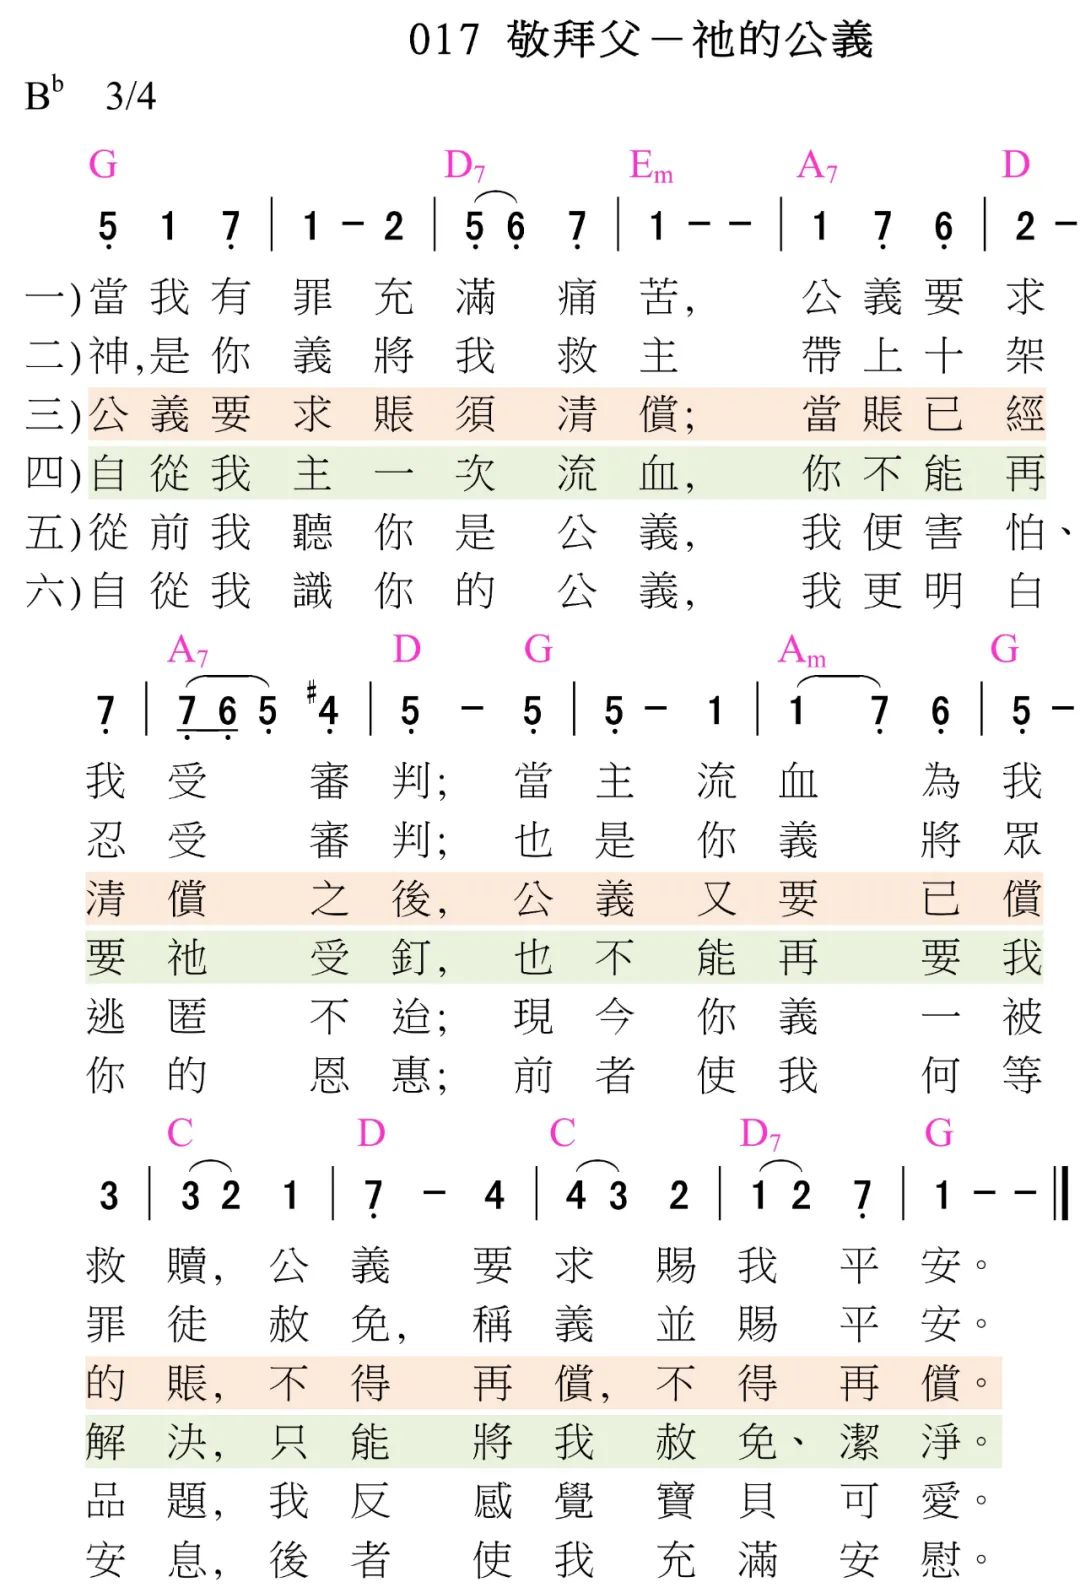 017 敬拜父－祂的公義
B♭ 3/4
G D7 Em A7 D
5̣ 1 7̣ | 1 － 2 | 5̣ 6̣ 7̣ | 1 － － | 1 7̣ 6̣ | 2 －
一)當我有罪充滿痛苦, 公義要求
二)神,是你義將我救主 帶上十架
三)公義要求賬須清償; 當賬已經
四)自從我主一次流血, 你不能再
五)從前我聽你是公義, 我便害怕、
六)自從我識你的公義, 我更明白
A7 D G Am G
7̣ | 7̣ 6̣ 5̣ #4̣ | 5̣ － 5̣ | 5̣ － 1 | 1 7̣ 6̣ | 5̣ －
我受審判; 當主流血為我
忍受審判; 也是你義將眾
清償之後, 公義又要已償
要祂受釘, 也不能再要我
逃匿不迨; 現今你義一被
你的恩惠; 前者使我何等
C D C D7 G
3 | 3 2 1 | 7̣ － 4 | 4 3 2 | 1 2 7̣ | 1 － － ‖
救贖, 公義要求賜我平安。
罪徒赦免, 稱義並賜平安。
的賬, 不得再償, 不得再償。
解決, 只能將我赦免、潔淨。
品題, 我反感覺寶貝可愛。
安息, 後者使我充滿安慰。